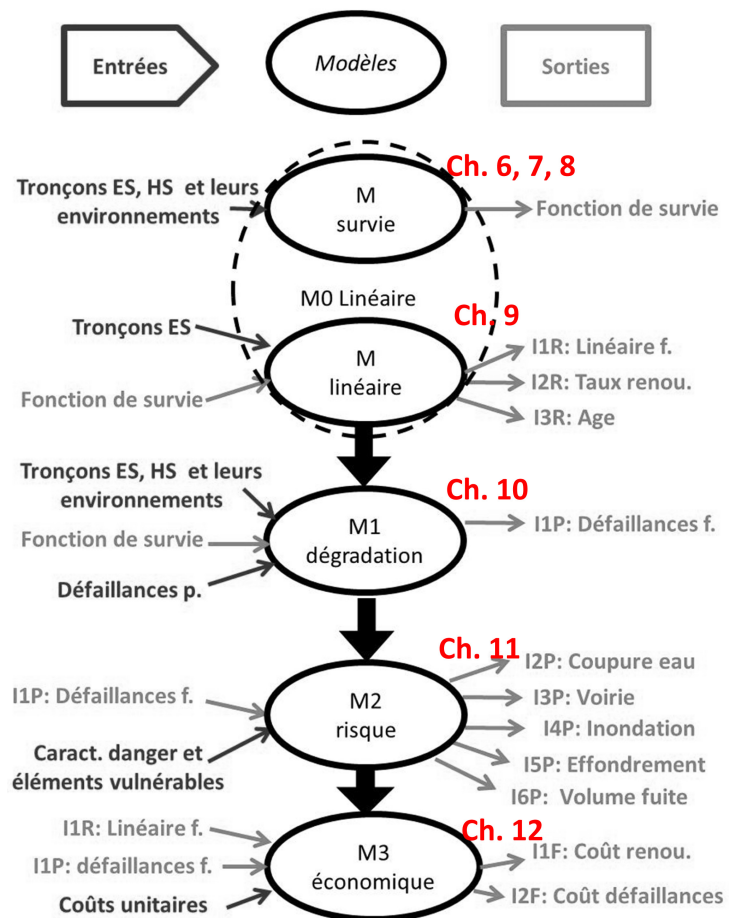 Entrées
Modèles
Sorties
Ch. 6, 7, 8
Tronçons ES, HS et leurs
environnements
M
survie
Fonction de survie
M0 Linéaire
Ch. 9
Tronçons ES
M
linéaire
Fonction de survie
I1R: Linéaire f.
I2R: Taux renou.
I3R: Age
Tronçons ES, HS et leurs
environnements
Ch. 10
Fonction de survie
M1
dégradation
I1P: Défaillances f.
Défaillances p.
Ch. 11
I1P: Défaillances f.
M2
risque
Caract. danger et
éléments vulnérables
I2P: Coupure eau
I3P: Voirie
I4P: Inondation
I5P: Effondrement
I6P: Volume fuite
Ch. 12
I1R: Linéaire f.
I1P: défaillances f.
Coûts unitaires
M3
économique
I1F: Coût renou.
I2F: Coût défaillances